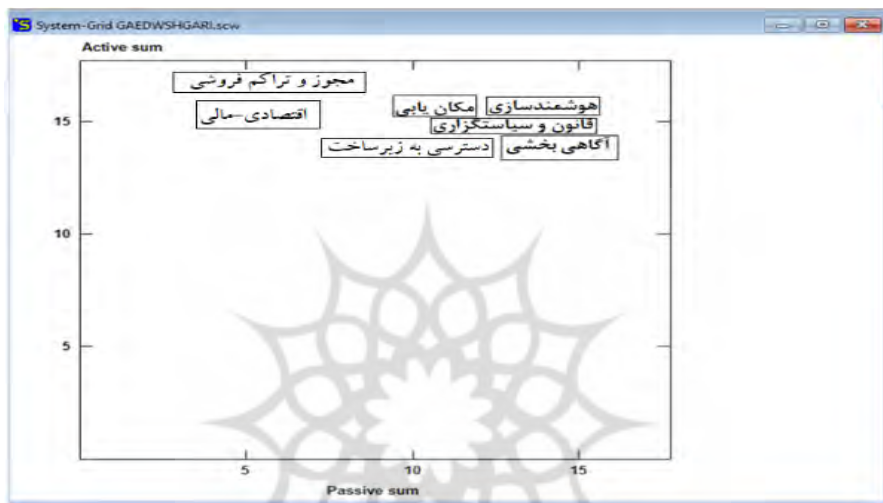 System-Grid GAEDWSHGARI.scw
Active sum
مجوز و تراکم فروشی
اقتصادی-مالی
مکان یابی
هوشمندسازی
قانون و سیاستگزاری
دسترسی به زیرساخت
آگاهی بخشی
15
10
5
5
10
15
Passive sum